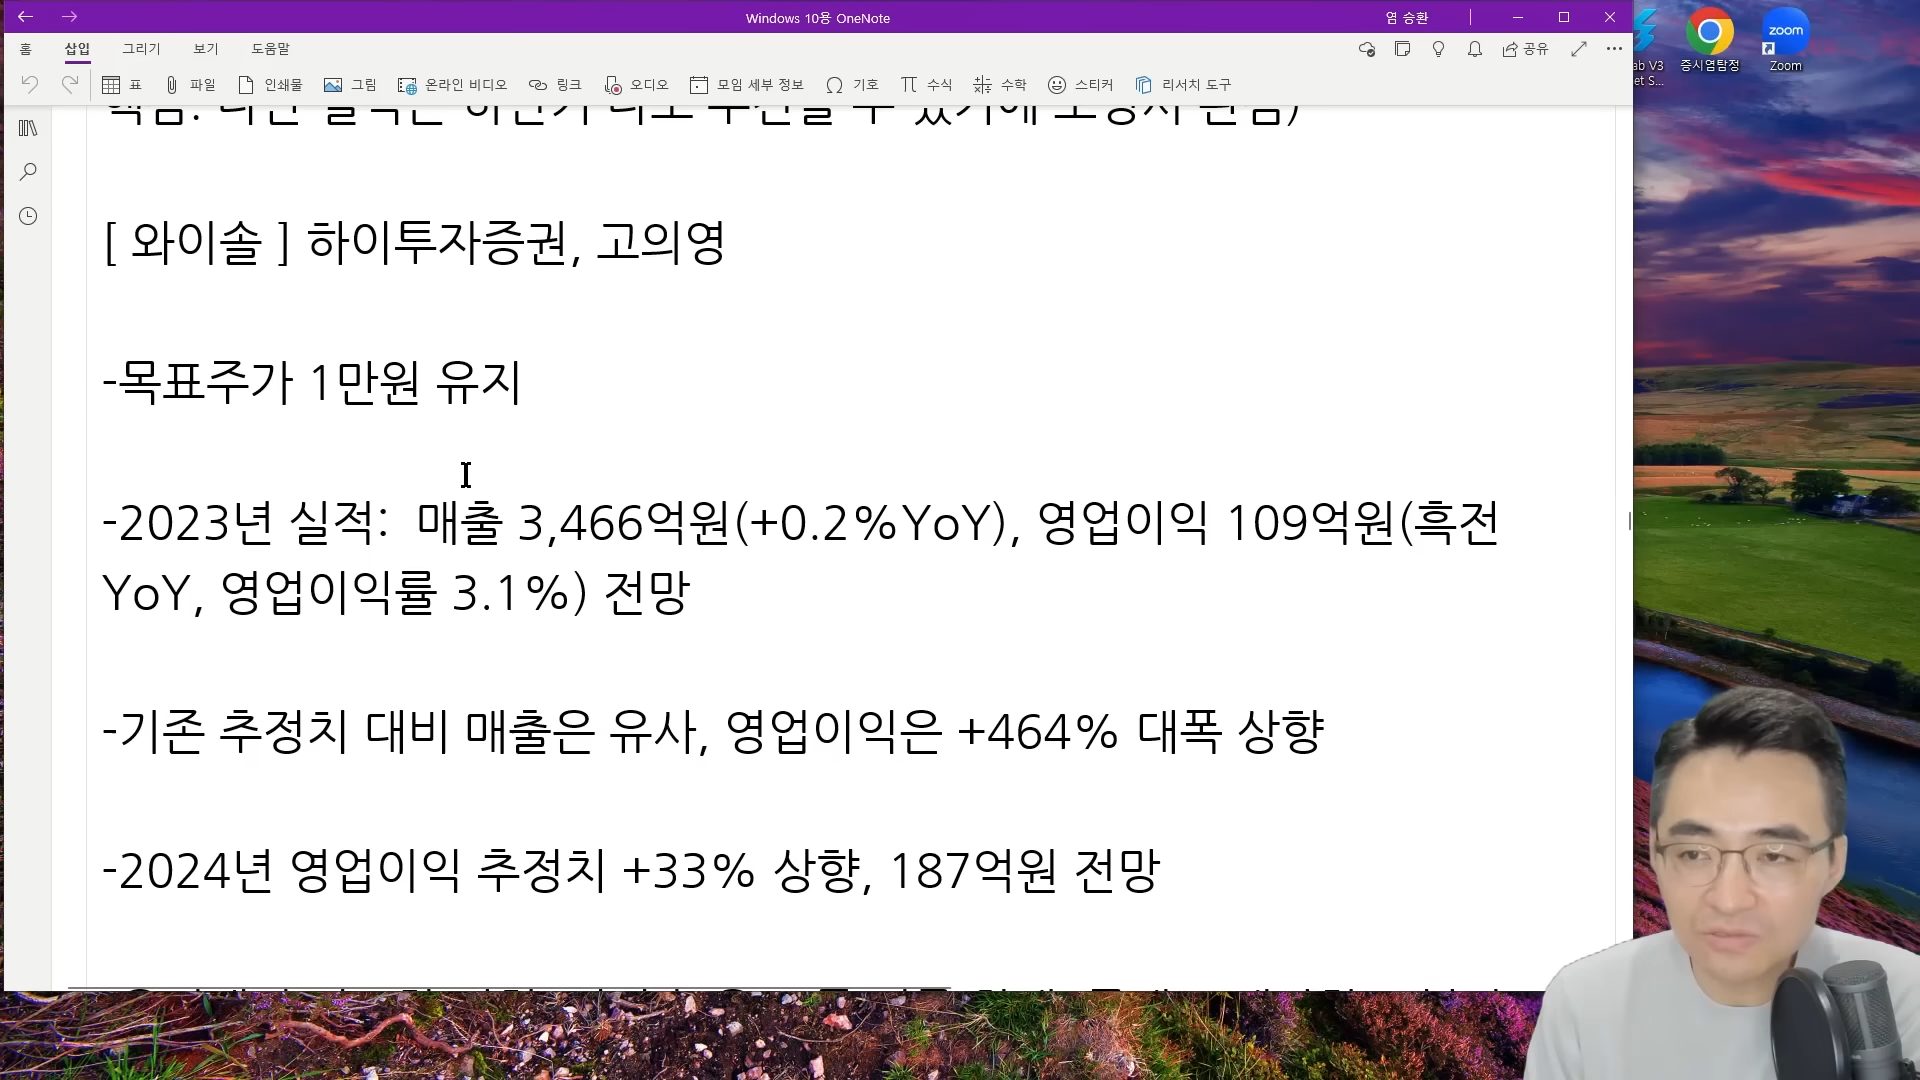 Windows 10용 OneNote
염 승환
홈 삽입 그리기 보기 도움말
공유
표 파일 인쇄물 그림 온라인 비디오 링크 오디오 모임 세부 정보 기호 수식 수학 스티커 리서치 도구
ab V3
et S...
증시염탐정
zoom
Zoom
[ 와이솔 ] 하이투자증권, 고의영
-목표주가 1만원 유지
-2023년 실적: 매출 3,466억원(+0.2%YoY), 영업이익 109억원(흑전
YoY, 영업이익률 3.1%) 전망
-기존 추정치 대비 매출은 유사, 영업이익은 +464% 대폭 상향
-2024년 영업이익 추정치 +33% 상향, 187억원 전망